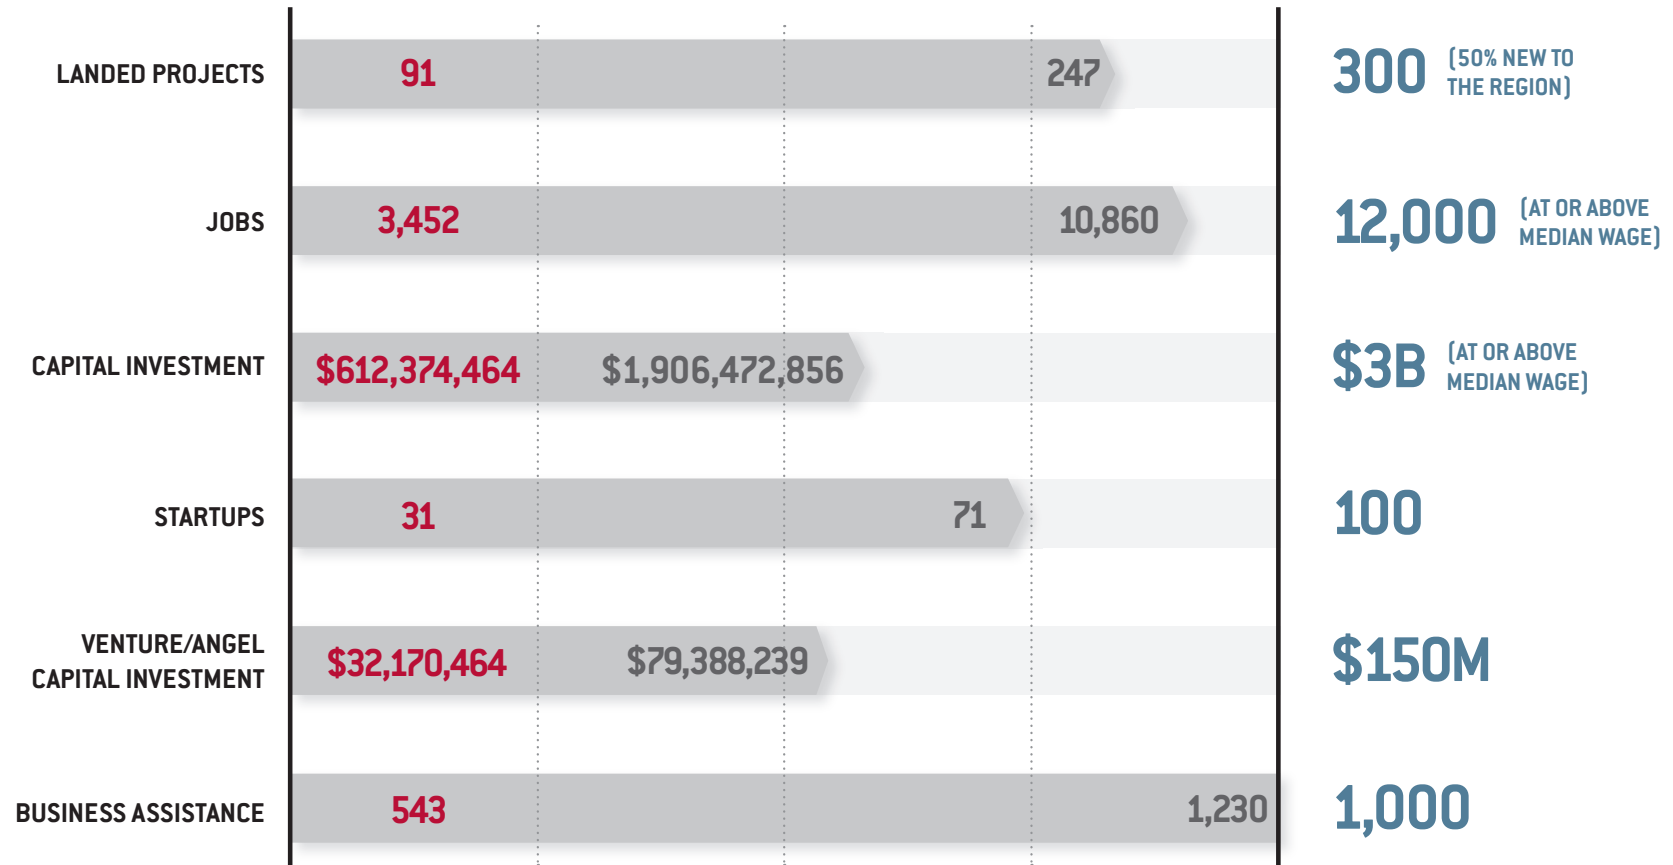 LANDED PROJECTS 91 247 300 (50% NEW TO
THE REGION)
JOBS 3,452 10,860 12,000 (AT OR ABOVE
MEDIAN WAGE)
CAPITAL INVESTMENT $612,374,464 $1,906,472,856 $3B (AT OR ABOVE
MEDIAN WAGE)
STARTUPS 31 71 100
VENTURE/ANGEL
CAPITAL INVESTMENT $32,170,464 $79,388,239 $150M
BUSINESS ASSISTANCE 543 1,230 1,000